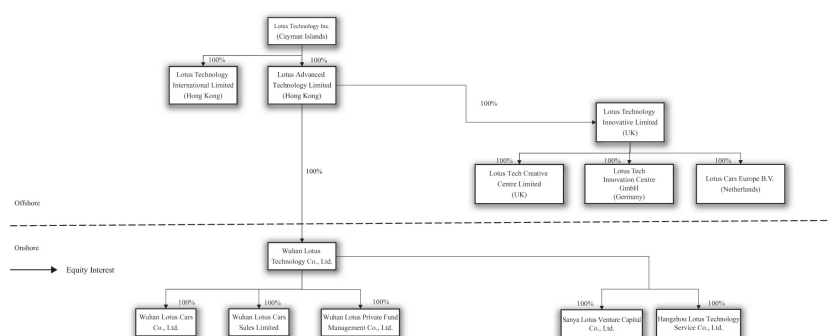 Lotus Technology Inc.
(Cayman Islands)
100%
100%
Lotus Technology
International Limited
(Hong Kong)
Lotus Advanced
Technology Limited
(Hong Kong)
100%
Lotus Technology
Innovative Limited
(UK)
100%
100%
100%
Lotus Tech Creative
Centre Limited
(UK)
Lotus Tech
Innovation Centre
GmbH
(Germany)
Lotus Cars Europe B.V.
(Netherlands)
100%
Offshore
Onshore
Equity Interest
Wuhan Lotus
Technology Co., Ltd.
100%
100%
100%
100%
100%
Wuhan Lotus Cars
Co., Ltd.
Wuhan Lotus Cars
Sales Limited
Wuhan Lotus Private Fund
Management Co., Ltd.
Sanya Lotus Venture Capital
Co., Ltd.
Hangzhou Lotus Technology
Service Co., Ltd.